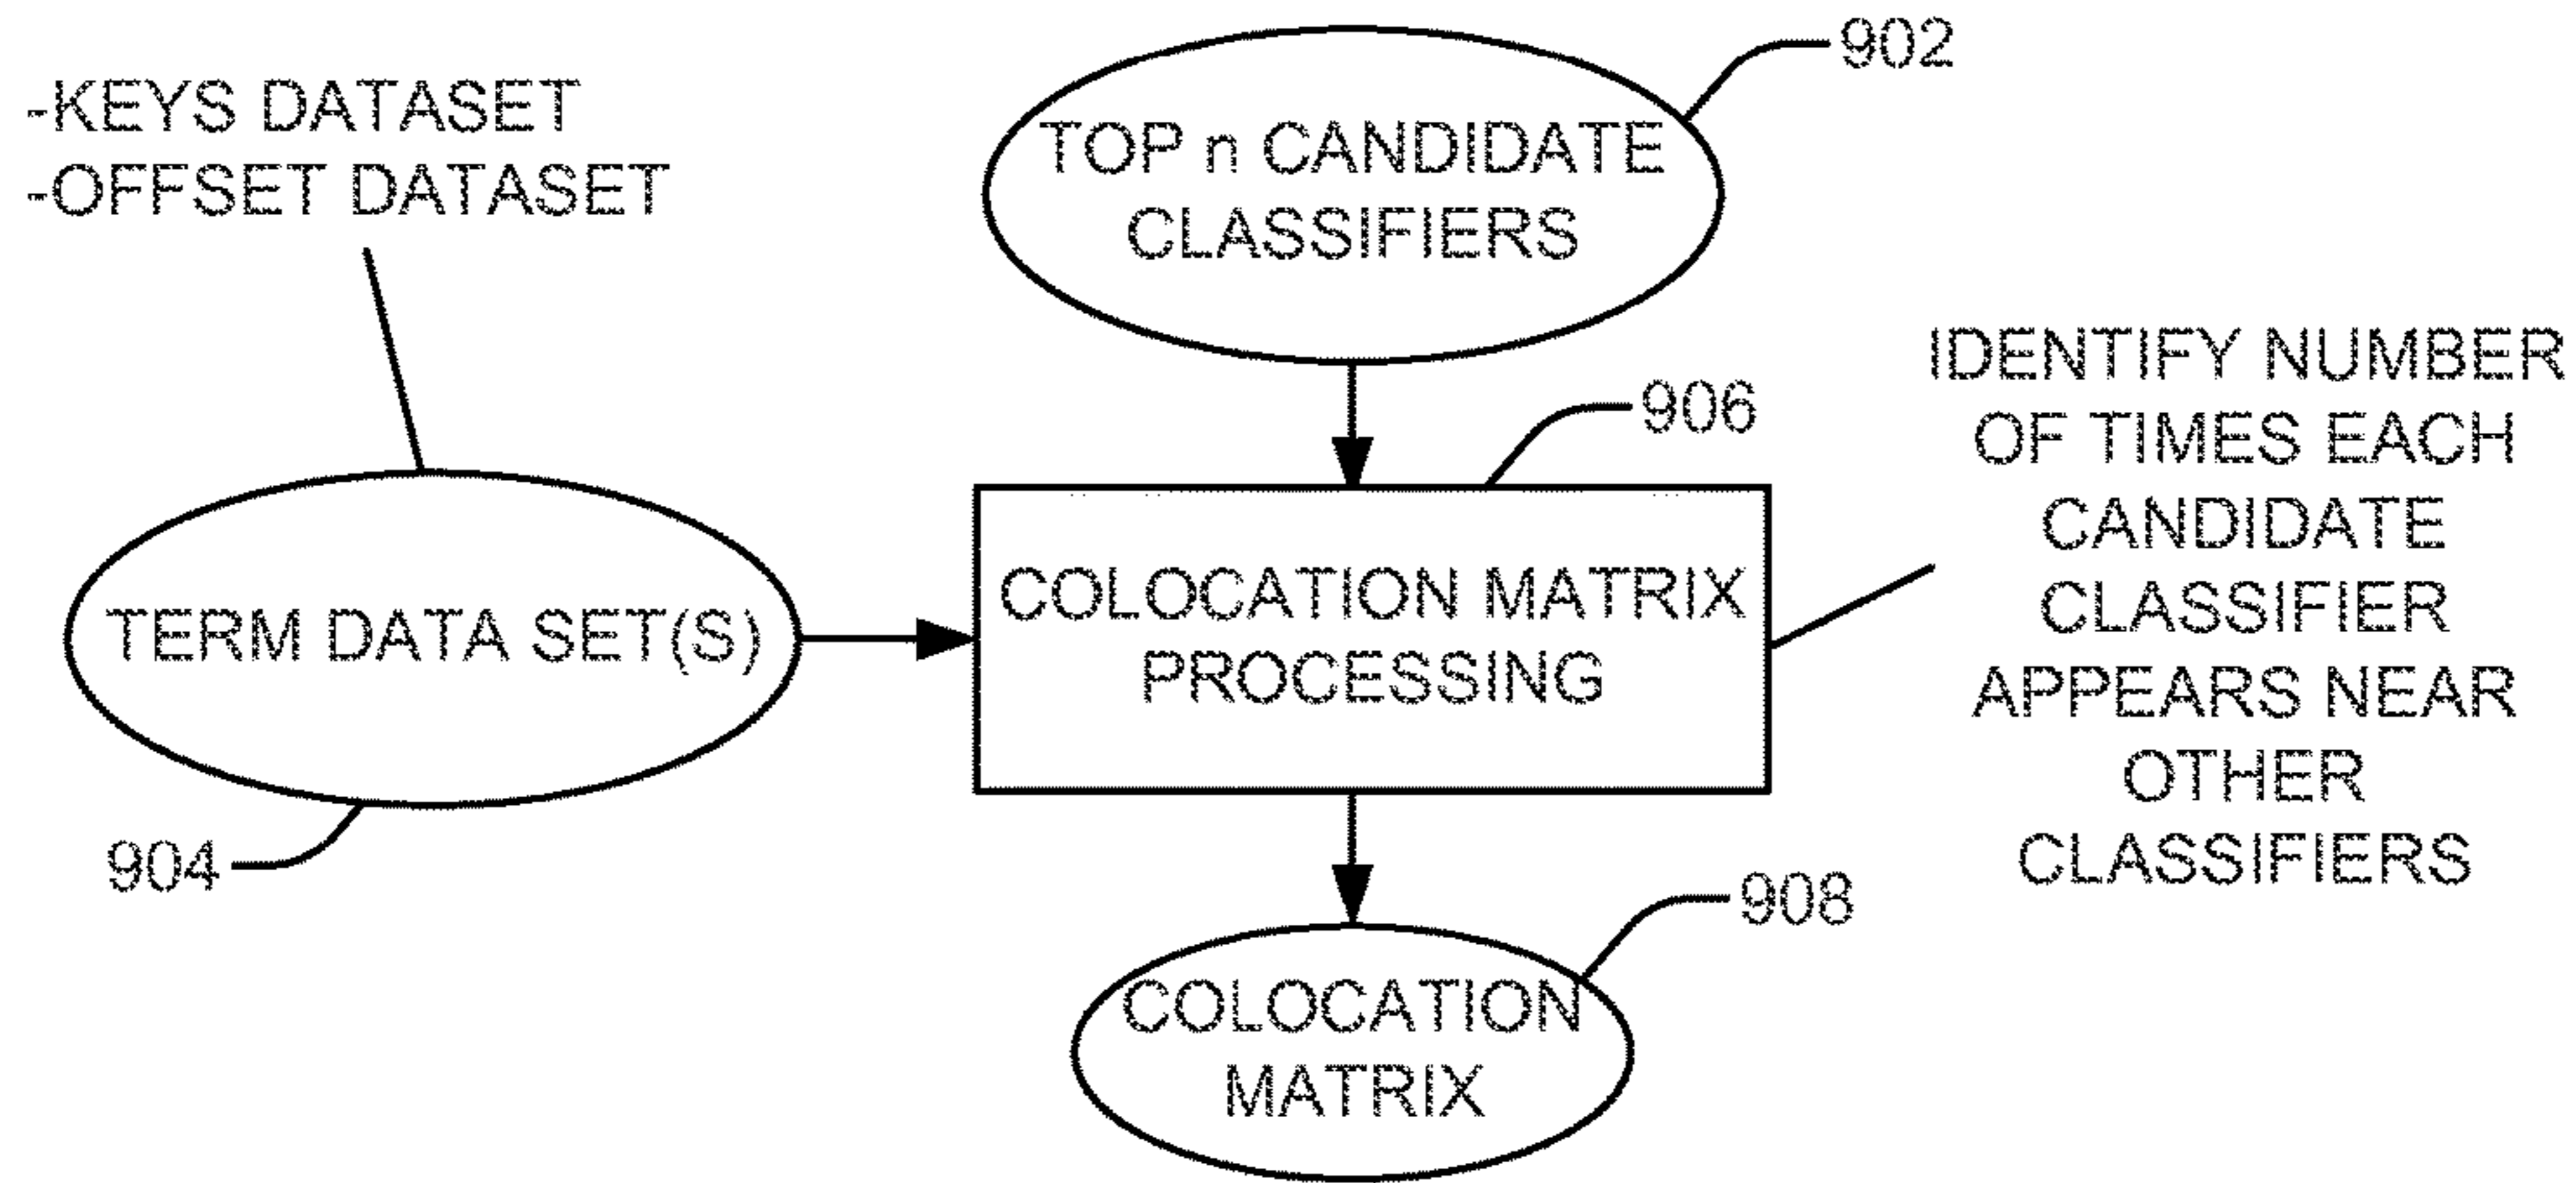 902
-KEYS DATASET
-OFFSET DATASET
TOP n CANDIDATE
CLASSIFIERS
906
IDENTIFY NUMBER
OF TIMES EACH
CANDIDATE
CLASSIFIER
APPEARS NEAR
OTHER
CLASSIFIERS
TERM DATA SET(S)
COLOCATION MATRIX
PROCESSING
904
908
COLOCATION
MATRIX